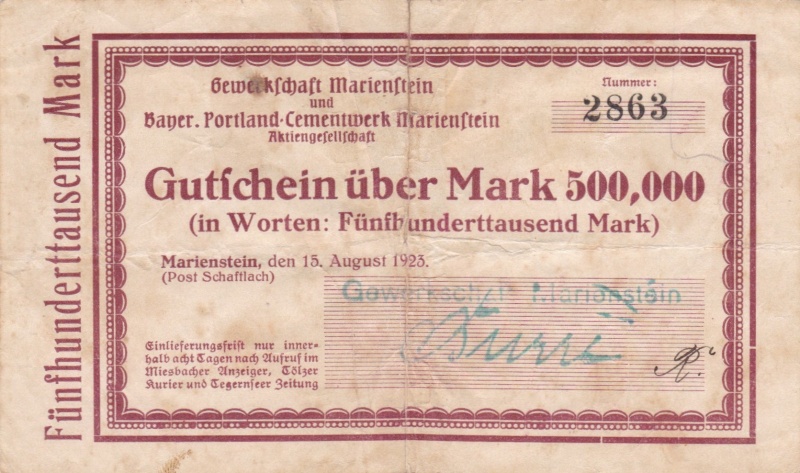 Fünfhunderttausend Mark
Gewerkschaft Marienstein
und
Bayer. Portland-Cementwerk Marienstein
Aktiengesellschaft
Nummer:
2863
Gutschein über Mark 500,000
(in Worten: Fünfhunderttausend Mark)
Marienstein, den 15. August 1923.
(Post Schaftlach)
Gewerkschaft Marienstein
Einlieferungsfrist nur inner-
halb acht Tagen nach Aufruf im
Miesbacher Anzeiger, Tölzer
Kurier und Tegernseer Zeitung